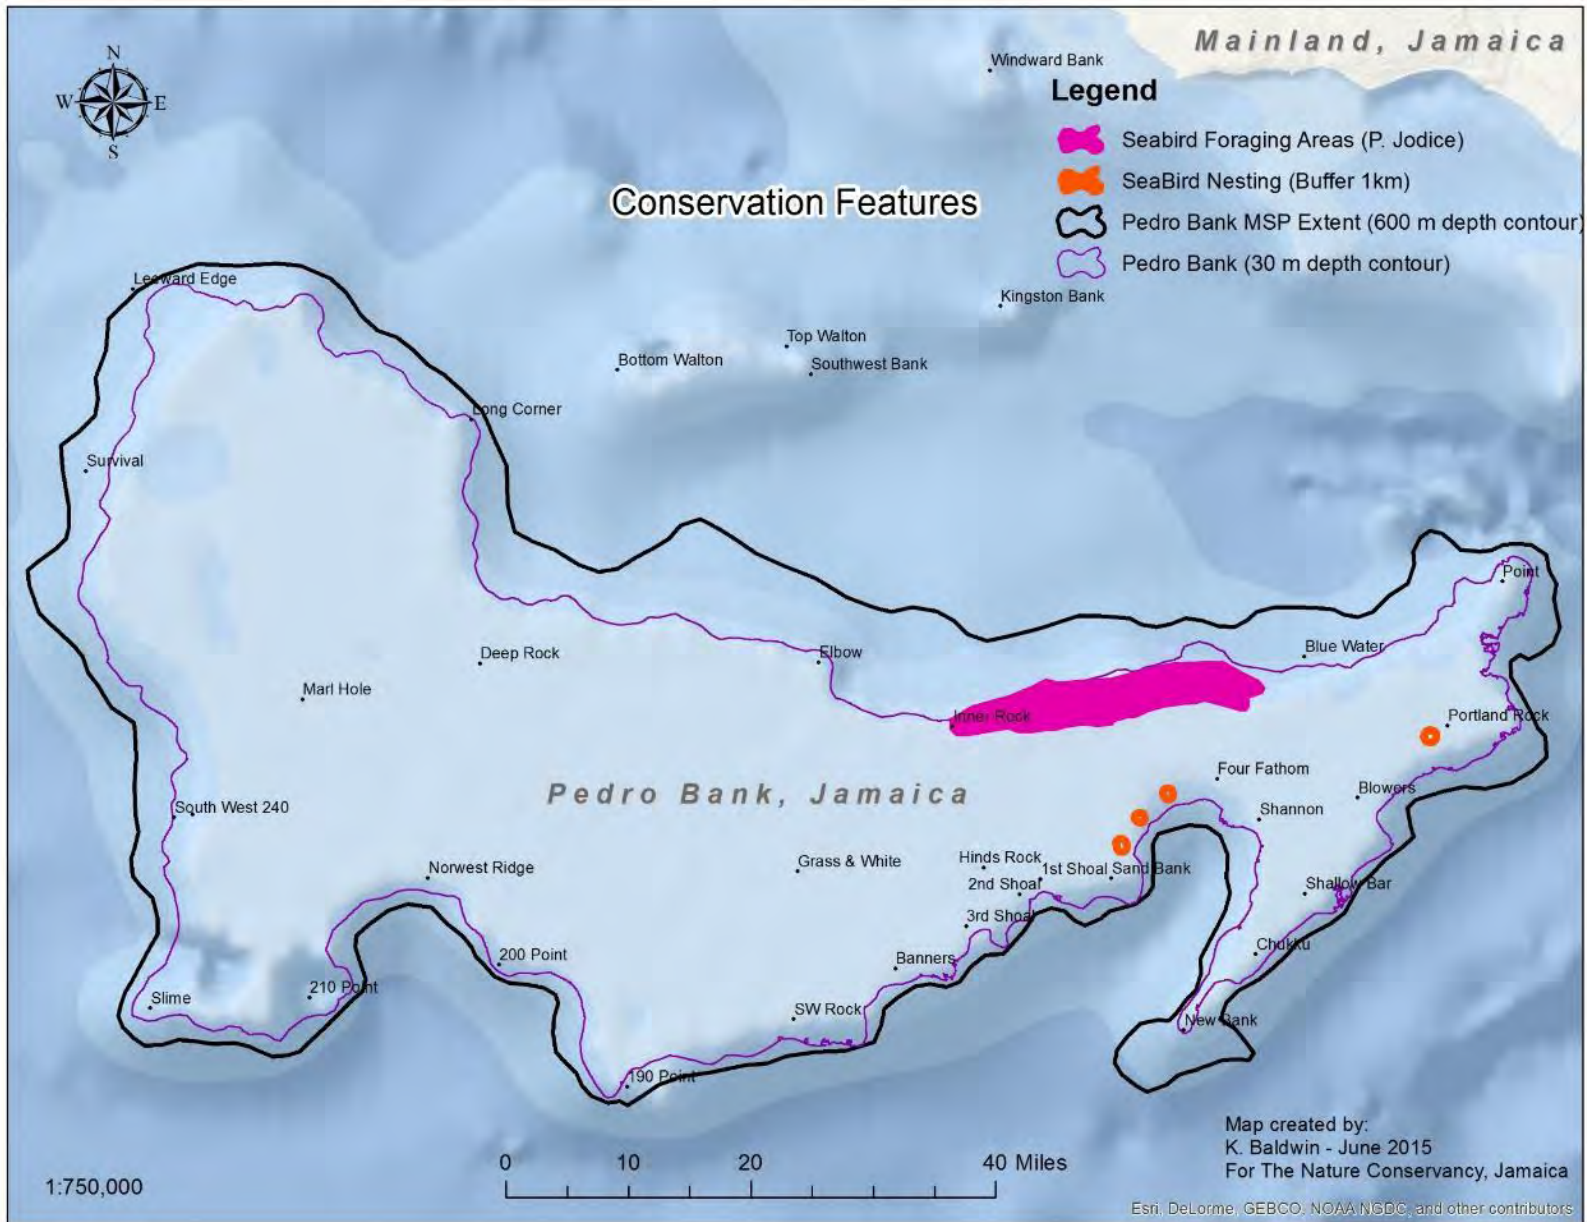 Mainland, Jamaica
N
W
E
S
Windward Bank
Legend
Seabird Foraging Areas (P. Jodice)
SeaBird Nesting (Buffer 1km)
Pedro Bank MSP Extent (600 m depth contour)
Pedro Bank (30 m depth contour)
Conservation Features
Leeward Edge
Kingston Bank
Top Walton
Bottom Walton
Southwest Bank
Long Corner
Survival
Point
Deep Rock
Elbow
Blue Water
Marl Hole
Inner Rock
Portland Rock
Four Fathom
Pedro Bank, Jamaica
Blowers
South West 240
Shannon
Norwest Ridge
Grass & White
Hinds Rock
1st Shoal
Sand Bank
2nd Shoal
Shallow Bar
3rd Shoal
Chukku
200 Point
Banners
210 Point
Slime
SW Rock
New Bank
190 Point
Map created by:
K. Baldwin - June 2015
For The Nature Conservancy, Jamaica
0 10 20 40 Miles
1:750,000
Esri, DeLorme, GEBCO, NOAA NGDC, and other contributors